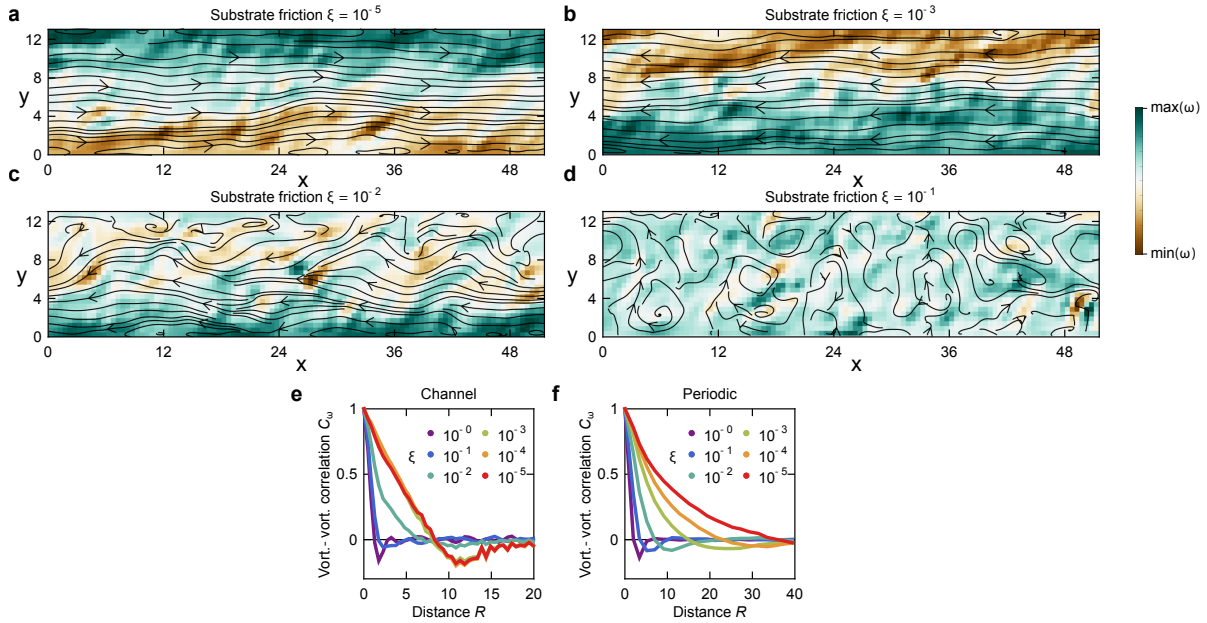 a Substrate friction ξ = 10⁻⁵
y
12
8
4
0
0 12 24 36 48
x
b Substrate friction ξ = 10⁻³
y
12
8
4
0
0 12 24 36 48
x
max(ω)
min(ω)
c Substrate friction ξ = 10⁻²
y
12
8
4
0
0 12 24 36 48
x
d Substrate friction ξ = 10⁻¹
y
12
8
4
0
0 12 24 36 48
x
e Channel
Vort.- vort. correlation C_ω
1
0.5
0
ξ
10⁻⁰ 10⁻³
10⁻¹ 10⁻⁴
10⁻² 10⁻⁵
0 5 10 15 20
Distance R
f Periodic
Vort.- vort. correlation C_ω
1
0.5
0
ξ
10⁻⁰ 10⁻³
10⁻¹ 10⁻⁴
10⁻² 10⁻⁵
0 10 20 30 40
Distance R